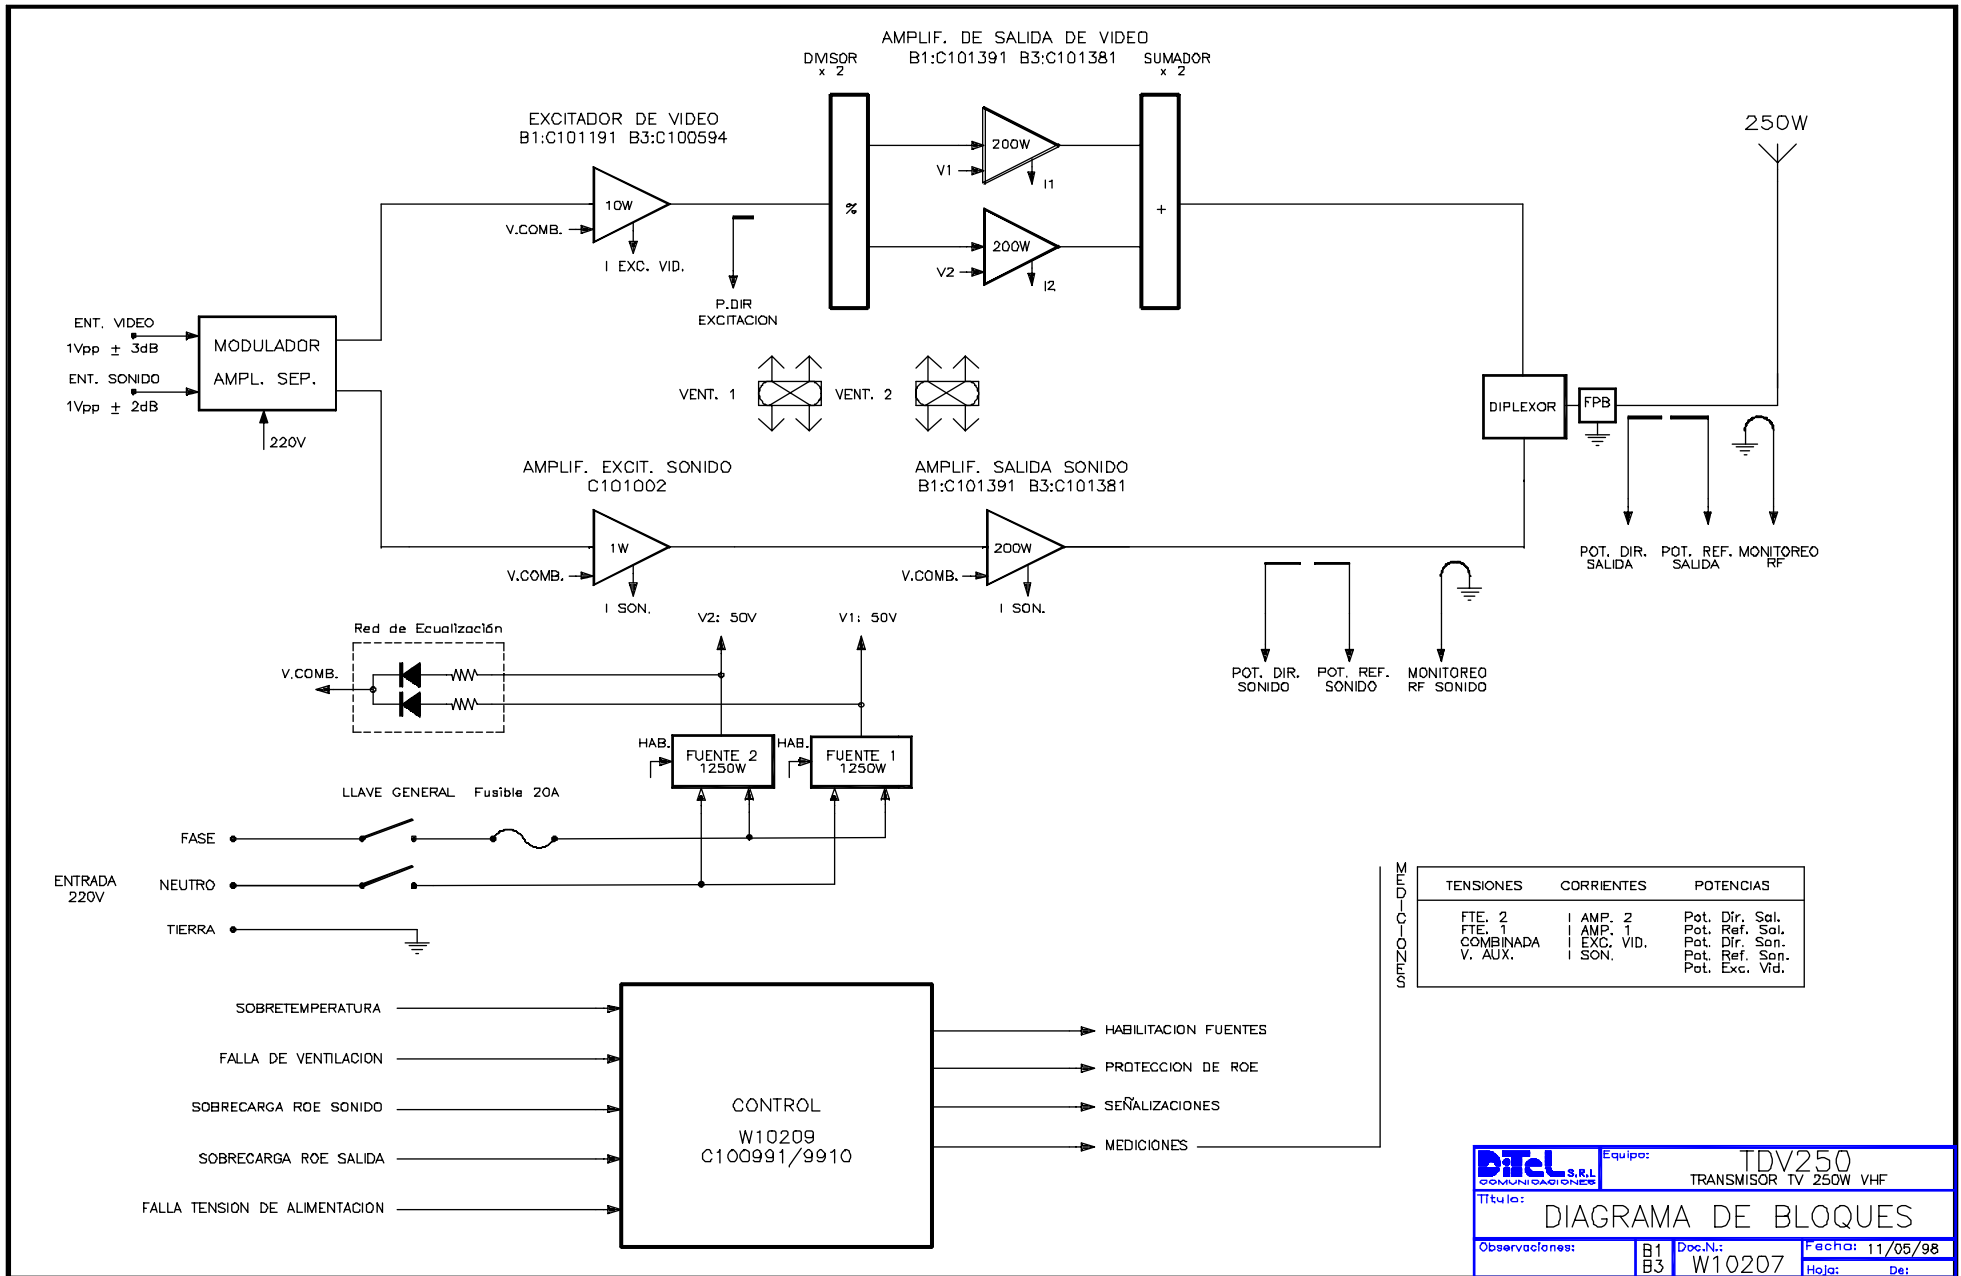 AMPLIF. DE SALIDA DE VIDEO
B1:C101391 B3:C101381
DIVISOR
x 2
SUMADOR
x 2
EXCITADOR DE VIDEO
B1:C101191 B3:C100594
250W
200W
V1
I1
10W
%
+
V.COMB.
I EXC. VID.
200W
V2
I2
P.DIR
EXCITACION
ENT. VIDEO
1Vpp ± 3dB
ENT. SONIDO
1Vpp ± 2dB
MODULADOR
AMPL. SEP.
220V
VENT. 1
VENT. 2
DIPLEXOR
FPB
AMPLIF. EXCIT. SONIDO
C101002
AMPLIF. SALIDA SONIDO
B1:C101391 B3:C101381
1W
V.COMB.
I SON.
200W
V.COMB.
I SON.
POT. DIR.
SALIDA
POT. REF.
SALIDA
MONITOREO
RF
POT. DIR.
SONIDO
POT. REF.
SONIDO
MONITOREO
RF SONIDO
Red de Ecualización
V2: 50V
V1: 50V
V.COMB.
HAB.
FUENTE 2
1250W
HAB.
FUENTE 1
1250W
LLAVE GENERAL
Fusible 20A
FASE
ENTRADA
220V
NEUTRO
TIERRA
MEDICIONES
TENSIONES CORRIENTES POTENCIAS
FTE. 2 I AMP. 2 Pot. Dir. Sal.
FTE. 1 I AMP. 1 Pot. Ref. Sal.
COMBINADA I EXC. VID. Pot. Dir. Son.
V. AUX. I SON. Pot. Ref. Son.
Pot. Exc. Vid.
SOBRETEMPERATURA
FALLA DE VENTILACION
SOBRECARGA ROE SONIDO
SOBRECARGA ROE SALIDA
FALLA TENSION DE ALIMENTACION
CONTROL
W10209
C100991/9910
HABILITACION FUENTES
PROTECCION DE ROE
SEÑALIZACIONES
MEDICIONES
DiTeL S.R.L
COMUNICACIONES
Equipo:
TDV250
TRANSMISOR TV 250W VHF
Título:
DIAGRAMA DE BLOQUES
Observaciones:
B1
B3
Doc.N.:
W10207
Fecha: 11/05/98
Hoja: De: